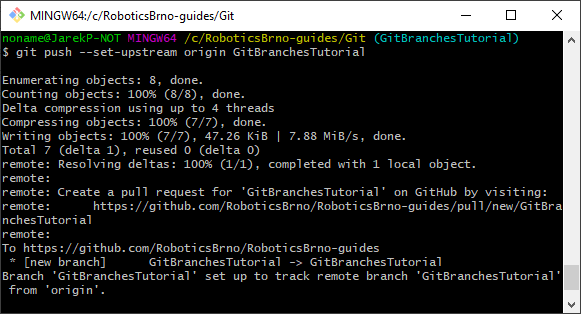 MINGW64:/c/RoboticsBrno-guides/Git
noname@JarekP-NOT MINGW64 /c/RoboticsBrno-guides/Git (GitBranchesTutorial)
$ git push --set-upstream origin GitBranchesTutorial
Enumerating objects: 8, done.
Counting objects: 100% (8/8), done.
Delta compression using up to 4 threads
Compressing objects: 100% (7/7), done.
Writing objects: 100% (7/7), 47.26 KiB | 7.88 MiB/s, done.
Total 7 (delta 1), reused 0 (delta 0)
remote: Resolving deltas: 100% (1/1), completed with 1 local object.
remote:
remote: Create a pull request for 'GitBranchesTutorial' on GitHub by visiting:
remote:      https://github.com/RoboticsBrno/RoboticsBrno-guides/pull/new/GitBra
nchesTutorial
remote:
To https://github.com/RoboticsBrno/RoboticsBrno-guides
 * [new branch]      GitBranchesTutorial -> GitBranchesTutorial
Branch 'GitBranchesTutorial' set up to track remote branch 'GitBranchesTutorial'
 from 'origin'.